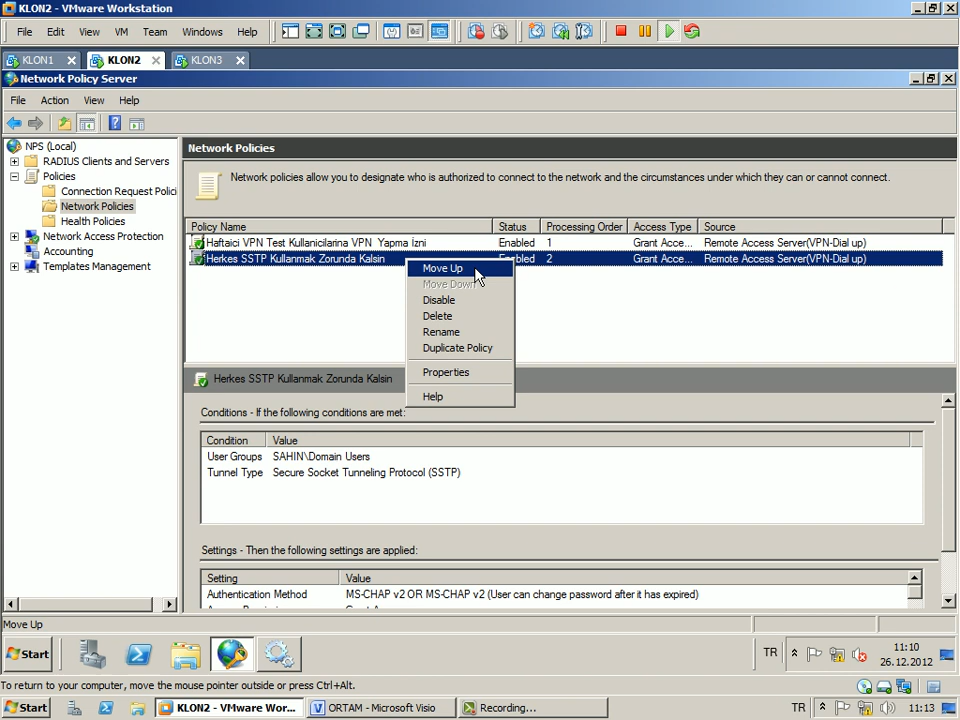 KLON2 - VMware Workstation
File Edit View VM Team Windows Help
KLON1 KLON2 KLON3
Network Policy Server
File Action View Help
NPS (Local)
RADIUS Clients and Servers
Policies
Connection Request Polici
Network Policies
Health Policies
Network Access Protection
Accounting
Templates Management
Network Policies
Network policies allow you to designate who is authorized to connect to the network and the circumstances under which they can or cannot connect.
Policy Name Status Processing Order Access Type Source
Haftaici VPN Test Kullanicilarina VPN Yapma İzni Enabled 1 Grant Acce... Remote Access Server(VPN-Dial up)
Herkes SSTP Kullanmak Zorunda Kalsin Enabled 2 Grant Acce... Remote Access Server(VPN-Dial up)
Move Up
Move Down
Disable
Delete
Rename
Duplicate Policy
Properties
Help
Herkes SSTP Kullanmak Zorunda Kalsin
Conditions - If the following conditions are met:
Condition Value
User Groups SAHIN\Domain Users
Tunnel Type Secure Socket Tunneling Protocol (SSTP)
Settings - Then the following settings are applied:
Setting Value
Authentication Method MS-CHAP v2 OR MS-CHAP v2 (User can change password after it has expired)
Move Up
Start TR 11:10
26.12.2012
To return to your computer, move the mouse pointer outside or press Ctrl+Alt.
Start KLON2 - VMware Wor... ORTAM - Microsoft Visio Recording... TR 11:13